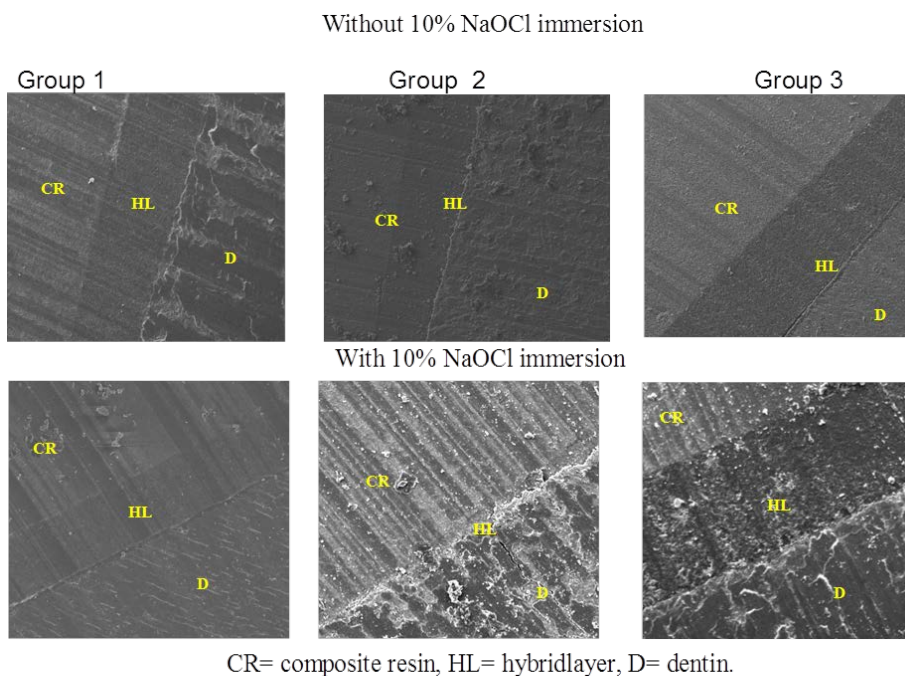 Without 10% NaOCl immersion
Group 1 Group 2 Group 3
CR HL D
CR HL D
CR HL D
With 10% NaOCl immersion
CR HL D
CR HL D
CR HL D
CR= composite resin, HL= hybridlayer, D= dentin.